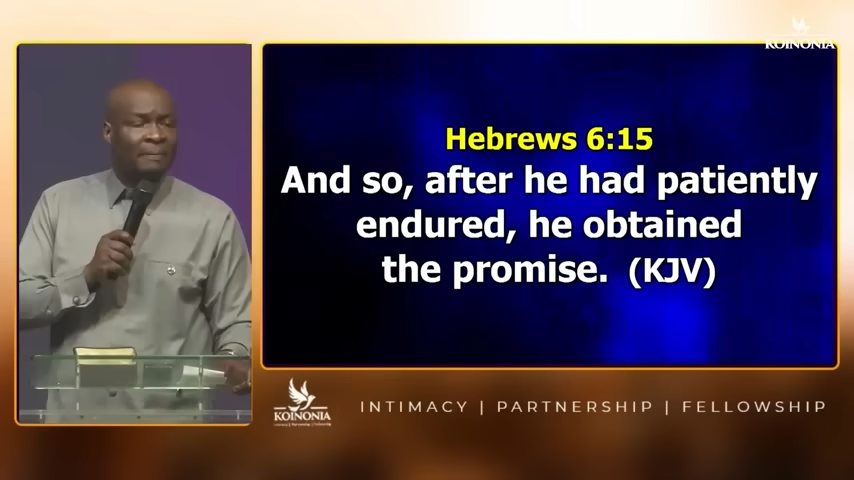 KOINONIA
Hebrews 6:15
And so, after he had patiently
endured, he obtained
the promise. (KJV)
KOINONIA
INTIMACY | PARTNERSHIP | FELLOWSHIP